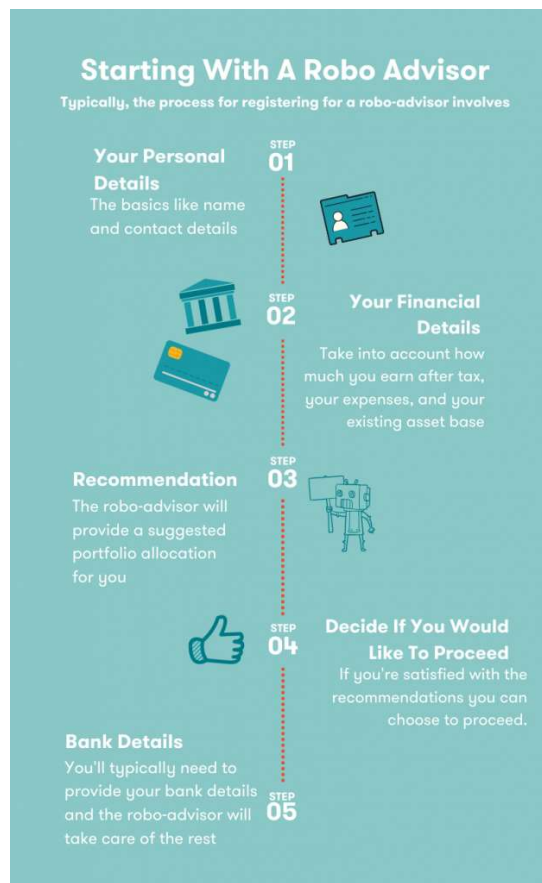 Starting With A Robo Advisor
Typically, the process for registering for a robo-advisor involves
STEP
01
Your Personal
Details
The basics like name
and contact details
STEP
02
Your Financial
Details
Take into account how
much you earn after tax,
your expenses, and your
existing asset base
STEP
03
Recommendation
The robo-advisor will
provide a suggested
portfolio allocation
for you
STEP
04
Decide If You Would
Like To Proceed
If you're satisfied with the
recommendations you can
choose to proceed.
Bank Details
You'll typically need to
provide your bank details
and the robo-advisor will
take care of the rest
STEP
05